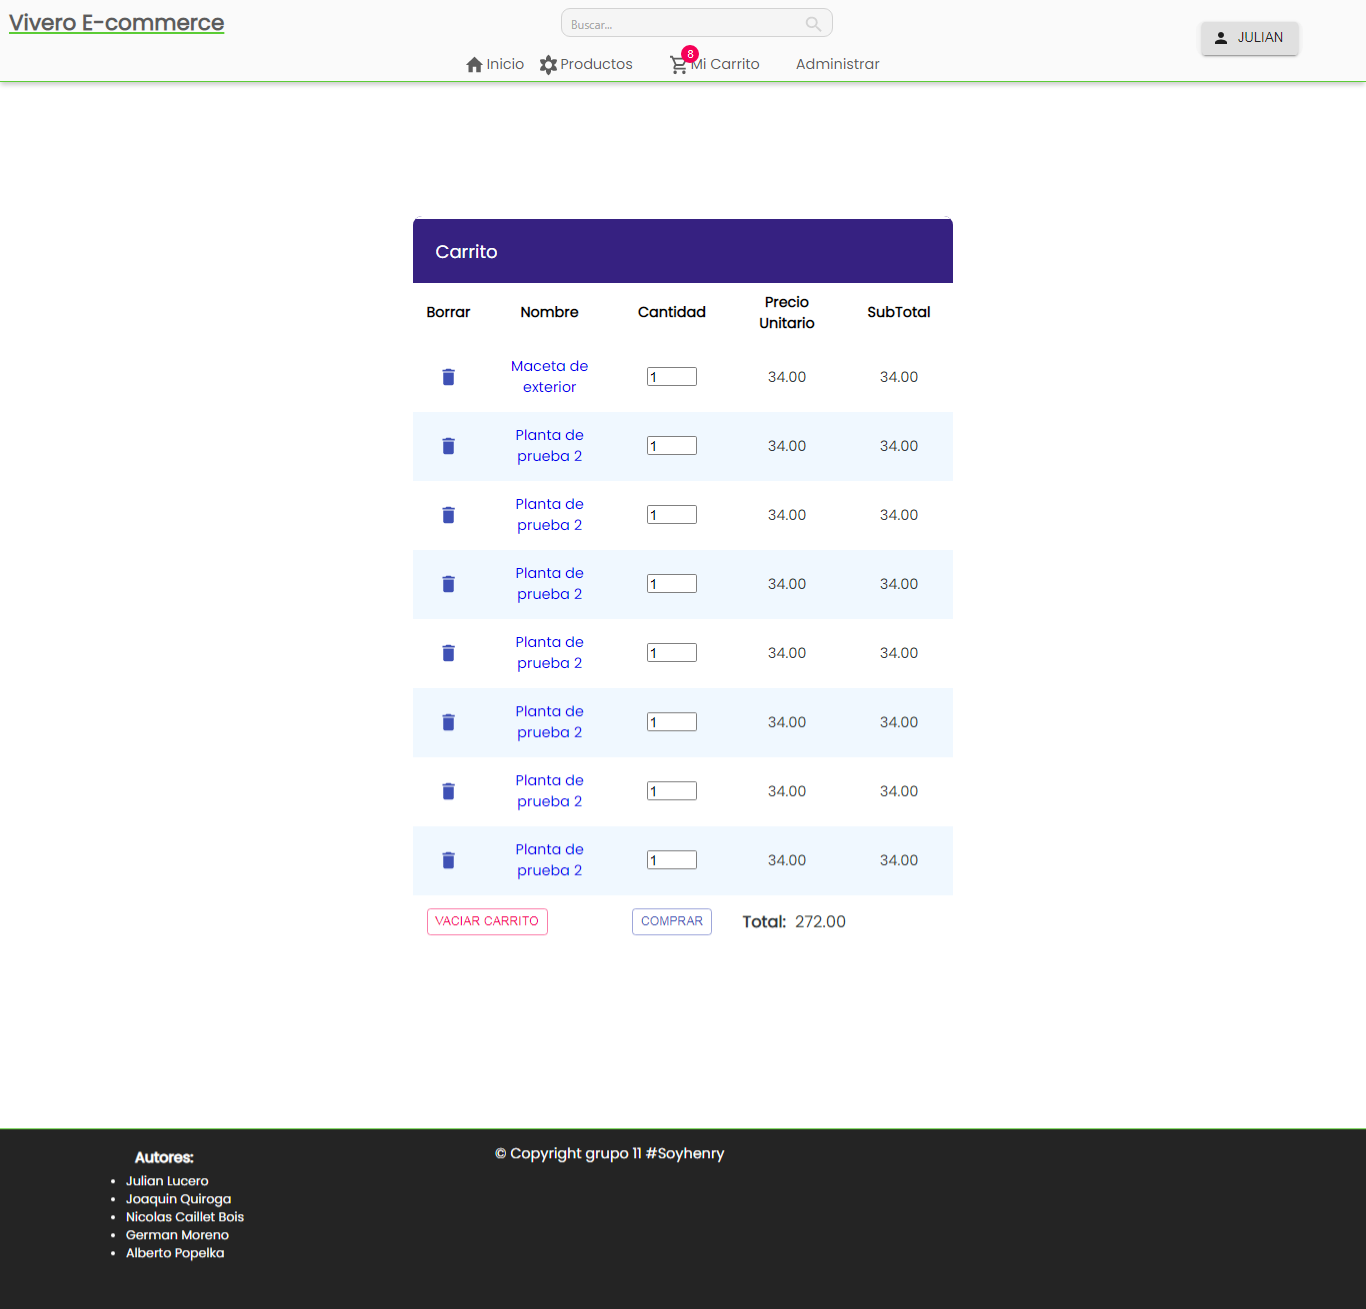 Vivero E-commerce
Buscar...
JULIAN
Inicio Productos 8 Mi Carrito Administrar
Carrito
Borrar Nombre Cantidad Precio Unitario SubTotal
Maceta de exterior 1 34.00 34.00
Planta de prueba 2 1 34.00 34.00
Planta de prueba 2 1 34.00 34.00
Planta de prueba 2 1 34.00 34.00
Planta de prueba 2 1 34.00 34.00
Planta de prueba 2 1 34.00 34.00
Planta de prueba 2 1 34.00 34.00
Planta de prueba 2 1 34.00 34.00
VACIAR CARRITO COMPRAR Total: 272.00
Autores:
Julian Lucero
Joaquin Quiroga
Nicolas Caillet Bois
German Moreno
Alberto Popelka
© Copyright grupo 11 #Soyhenry